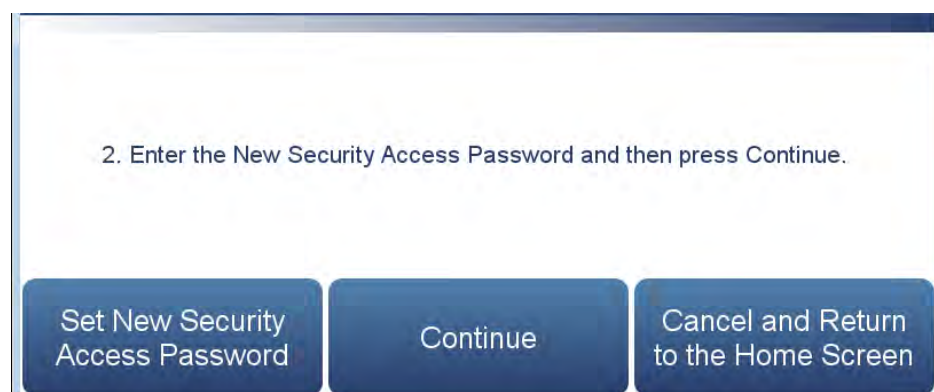 2. Enter the New Security Access Password and then press Continue.
Set New Security
Access Password
Continue
Cancel and Return
to the Home Screen